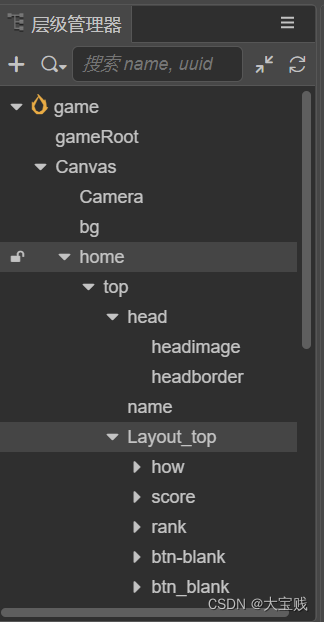 层级管理器
搜索 name, uuid
game
gameRoot
Canvas
Camera
bg
home
top
head
headimage
headborder
name
Layout_top
how
score
rank
btn-blank
btn_blank
CSDN @大宝贱